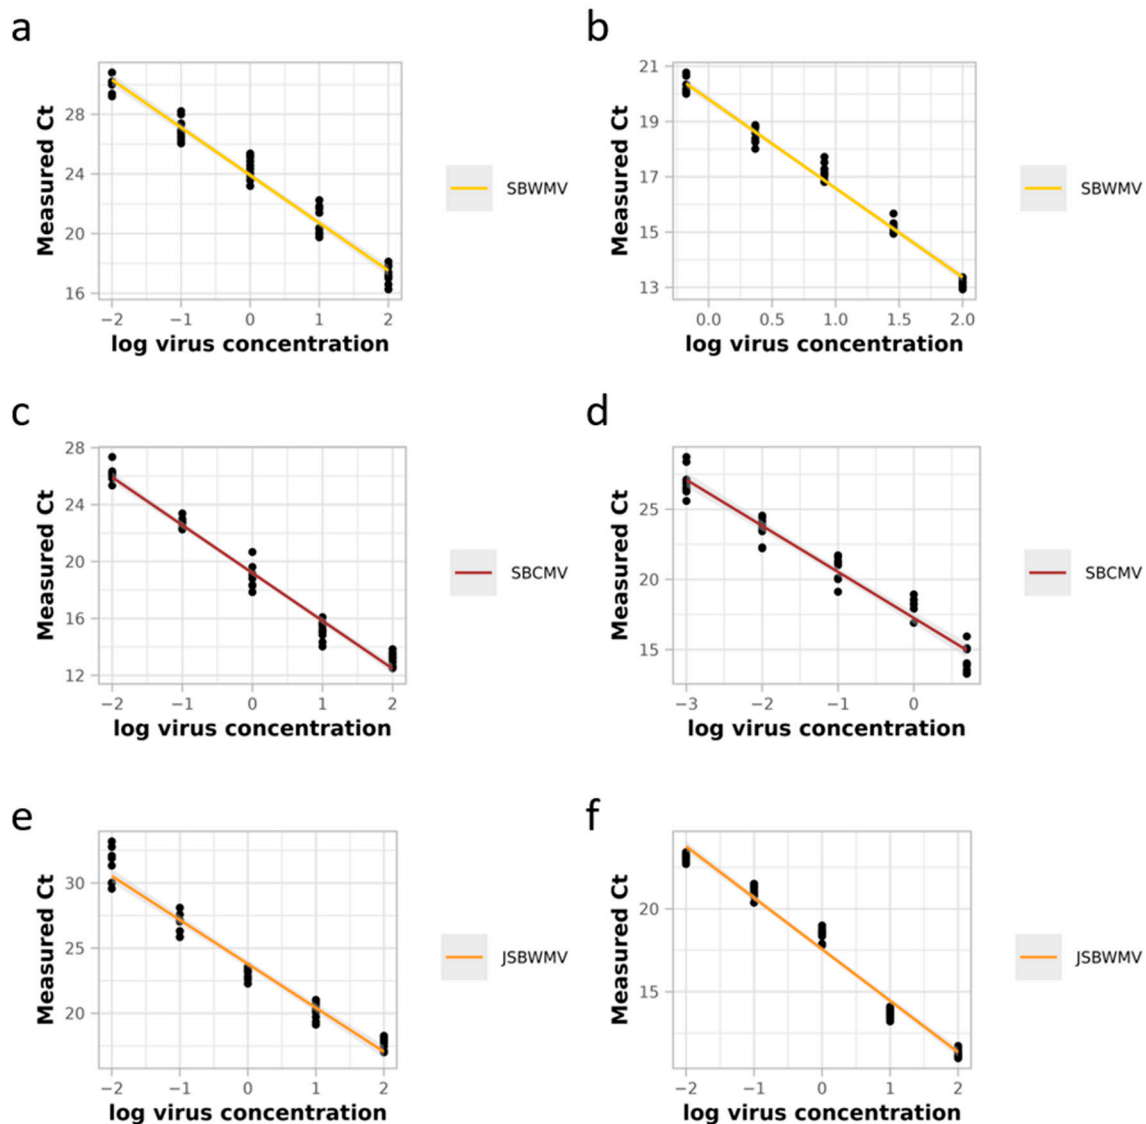 a
28
24
20
16
Measured Ct
−2 −1 0 1 2
log virus concentration
SBWMV
b
21
19
17
15
13
Measured Ct
0.0 0.5 1.0 1.5 2.0
log virus concentration
SBWMV
c
28
24
20
16
12
Measured Ct
−2 −1 0 1 2
log virus concentration
SBCMV
d
25
20
15
Measured Ct
−3 −2 −1 0
log virus concentration
SBCMV
e
30
25
20
Measured Ct
−2 −1 0 1 2
log virus concentration
JSBWMV
f
20
15
Measured Ct
−2 −1 0 1 2
log virus concentration
JSBWMV